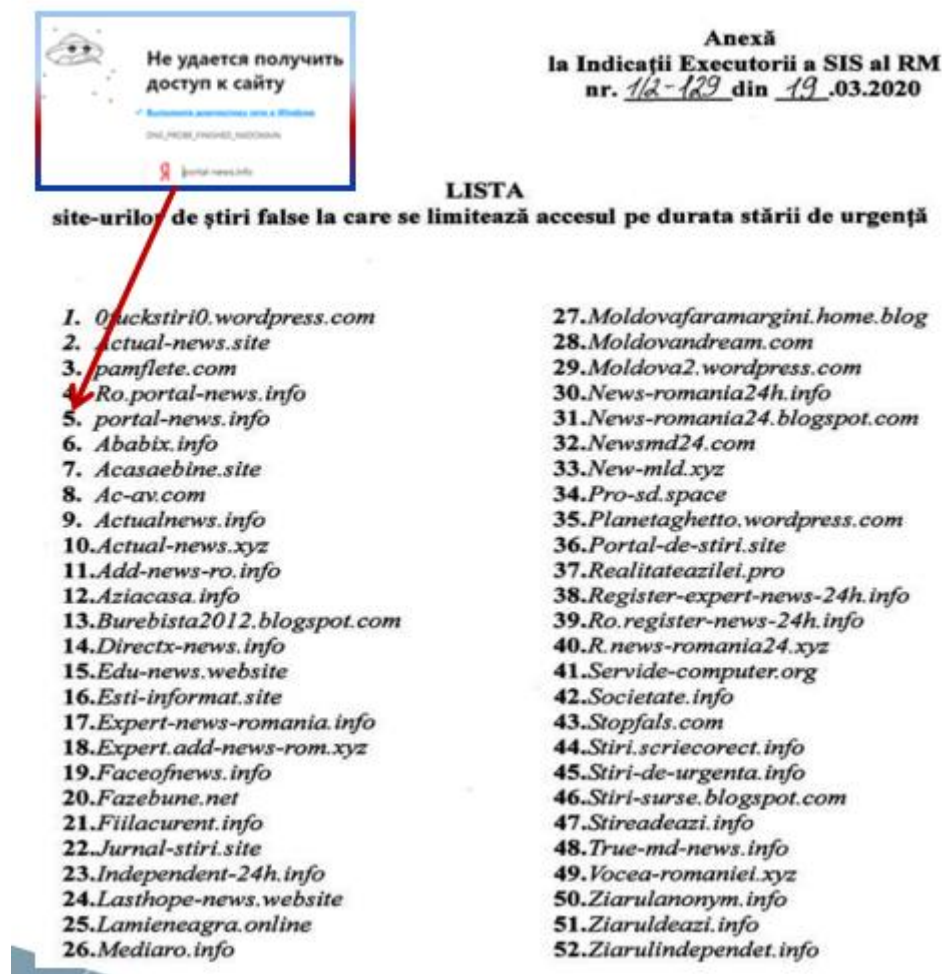 Не удается получить
доступ к сайту
Выполните диагностику сети в Windows
DNS_PROBE_FINISHED_NXDOMAIN
Я portal-news.info
Anexă
la Indicații Executorii a SIS al RM
nr. 1/2-129 din 19.03.2020
LISTA
site-urilor de știri false la care se limitează accesul pe durata stării de urgență
1. 0fuckstiri0.wordpress.com
2. Actual-news.site
3. pamflete.com
4. Ro.portal-news.info
5. portal-news.info
6. Ababix.info
7. Acasaebine.site
8. Ac-av.com
9. Actualnews.info
10.Actual-news.xyz
11.Add-news-ro.info
12.Aziacasa.info
13.Burebista2012.blogspot.com
14.Directx-news.info
15.Edu-news.website
16.Esti-informat.site
17.Expert-news-romania.info
18.Expert.add-news-rom.xyz
19.Faceofnews.info
20.Fazebune.net
21.Fiilacurent.info
22.Jurnal-stiri.site
23.Independent-24h.info
24.Lasthope-news.website
25.Lamieneagra.online
26.Mediaro.info
27.Moldovafaramargini.home.blog
28.Moldovandream.com
29.Moldova2.wordpress.com
30.News-romania24h.info
31.News-romania24.blogspot.com
32.Newsmd24.com
33.New-mld.xyz
34.Pro-sd.space
35.Planetaghetto.wordpress.com
36.Portal-de-stiri.site
37.Realitateazilei.pro
38.Register-expert-news-24h.info
39.Ro.register-news-24h.info
40.R.news-romania24.xyz
41.Servide-computer.org
42.Societate.info
43.Stopfals.com
44.Stiri.scriecorect.info
45.Stiri-de-urgenta.info
46.Stiri-surse.blogspot.com
47.Stireadeazi.info
48.True-md-news.info
49.Vocea-romaniei.xyz
50.Ziarulanonym.info
51.Ziaruldeazi.info
52.Ziarulindependet.info